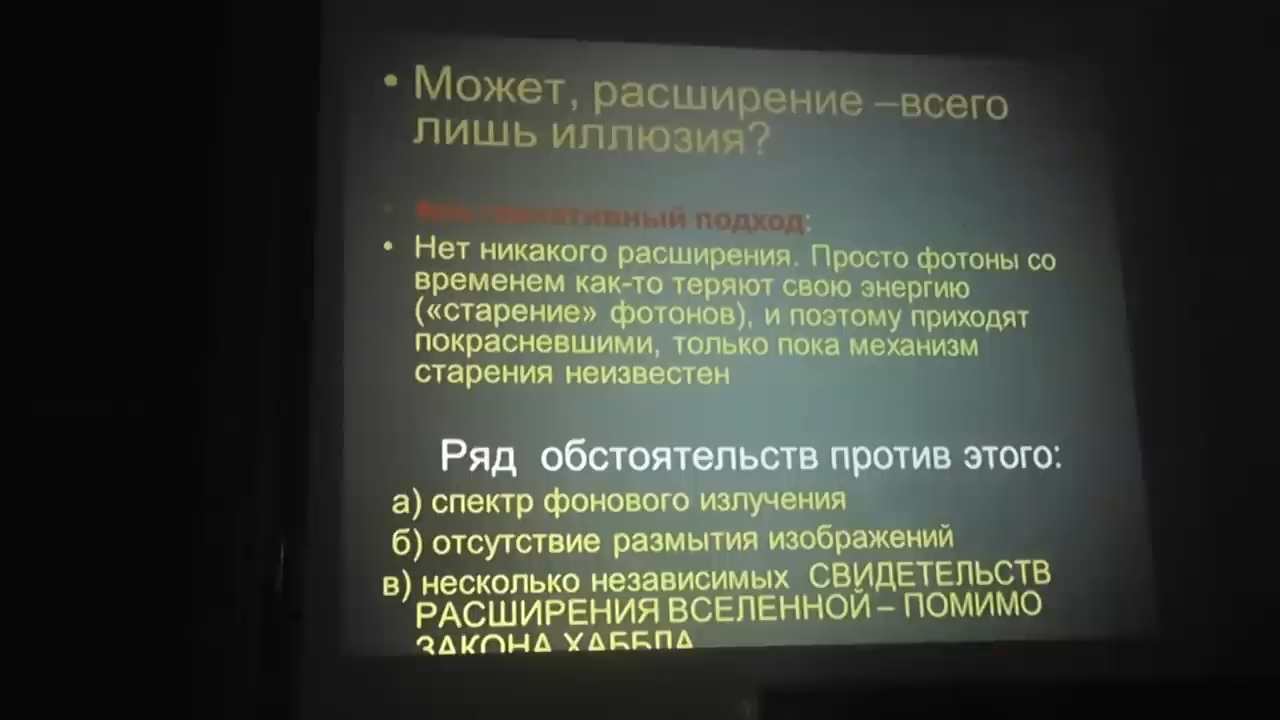 • Может, расширение –всего
лишь иллюзия?
• подход:
• Нет никакого расширения. Просто фотоны со
временем как-то теряют свою энергию
(«старение» фотонов), и поэтому приходят
покрасневшими, только пока механизм
старения неизвестен
Ряд обстоятельств против этого:
а) спектр фонового излучения
б) отсутствие размытия изображений
в) несколько независимых СВИДЕТЕЛЬСТВ
РАСШИРЕНИЯ ВСЕЛЕННОЙ – ПОМИМО
ЗАКОНА ХАББЛА